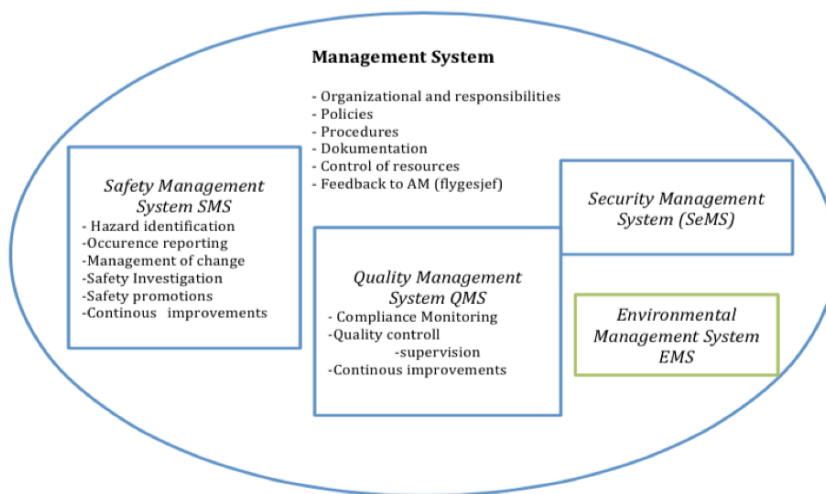 Management System
- Organizational and responsibilities
- Policies
- Procedures
- Dokumentation
- Control of resources
- Feedback to AM (flygesjef)
Safety Management
System SMS
- Hazard identification
-Occurence reporting
-Management of change
-Safety Investigation
-Safety promotions
-Continous improvements
Quality Management
System QMS
- Compliance Monitoring
-Quality controll
-supervision
-Continous improvements
Security Management
System (SeMS)
Environmental
Management System
EMS